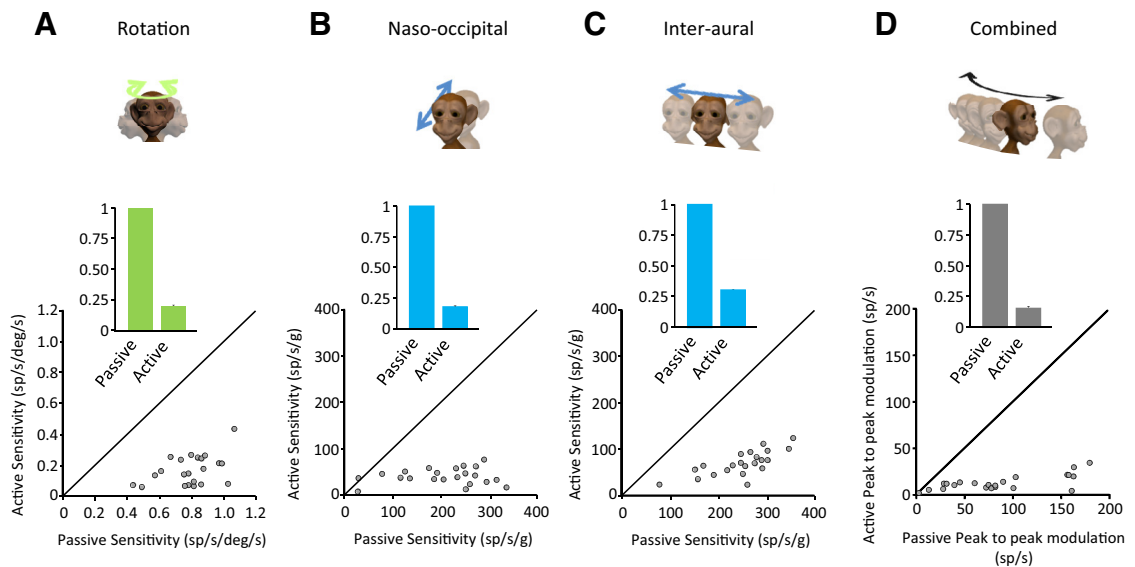 A Rotation
B Naso-occipital
C Inter-aural
D Combined
1
0.75
0.50
0.25
0
Passive
Active
1.2
1.0
0.8
0.6
0.4
0.2
0
Active Sensitivity (sp/s/deg/s)
0 0.2 0.4 0.6 0.8 1.0 1.2
Passive Sensitivity (sp/s/deg/s)
1
0.75
0.50
0.25
0
Passive
Active
400
300
200
100
0
Active Sensitivity (sp/s/g)
0 100 200 300 400
Passive Sensitivity (sp/s/g)
1
0.75
0.50
0.25
0
Passive
Active
400
300
200
100
0
Active Sensitivity (sp/s/g)
0 100 200 300 400
Passive Sensitivity (sp/s/g)
1
0.75
0.50
0.25
0
Passive
Active
200
150
100
50
0
Active Peak to peak modulation (sp/s)
0 50 100 150 200
Passive Peak to peak modulation
(sp/s)